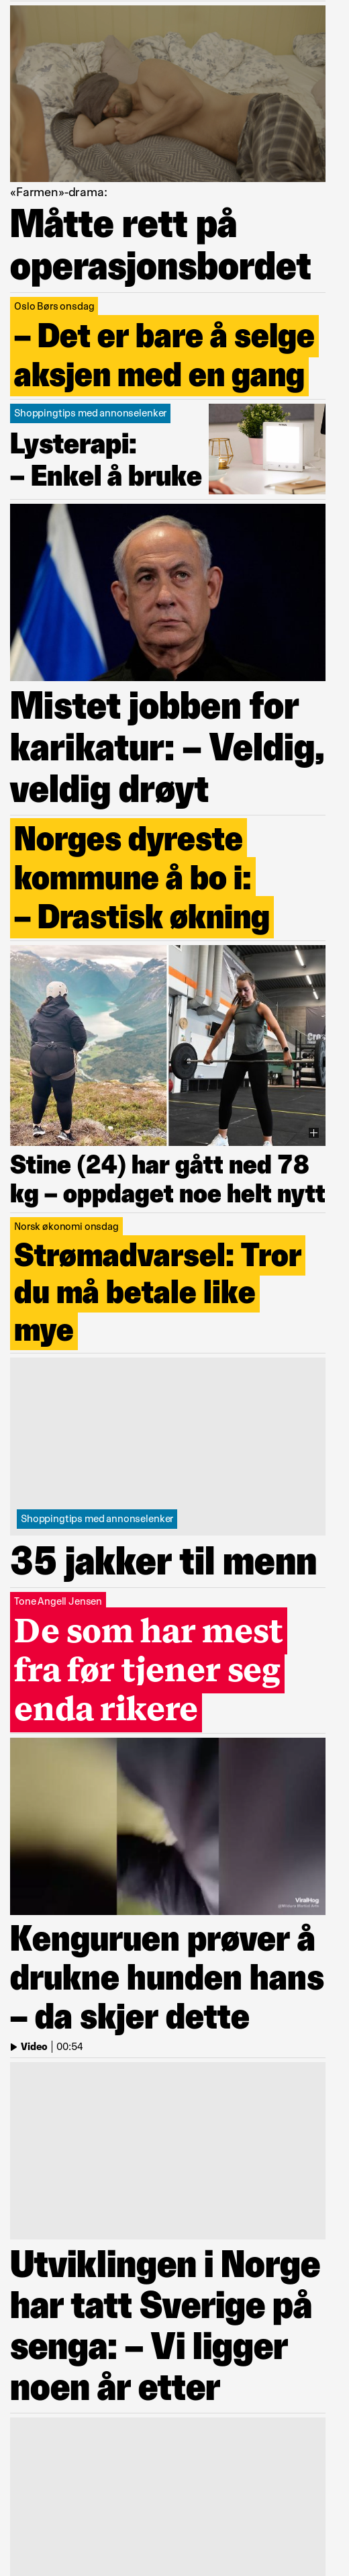 «Farmen»-drama:
Måtte rett på
operasjonsbordet
Oslo Børs onsdag
– Det er bare å selge
aksjen med en gang
Shoppingtips med annonselenker
Lysterapi:
– Enkel å bruke
Mistet jobben for
karikatur: – Veldig,
veldig drøyt
Norges dyreste
kommune å bo i:
– Drastisk økning
Stine (24) har gått ned 78
kg – oppdaget noe helt nytt
Norsk økonomi onsdag
Strømadvarsel: Tror
du må betale like
mye
Shoppingtips med annonselenker
35 jakker til menn
Tone Angell Jensen
De som har mest
fra før tjener seg
enda rikere
ViralHog
Kenguruen prøver å
drukne hunden hans
– da skjer dette
Video | 00:54
Utviklingen i Norge
har tatt Sverige på
senga: – Vi ligger
noen år etter